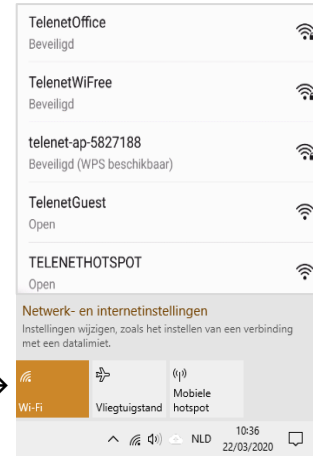 TelenetOffice
Beveiligd
TelenetWiFree
Beveiligd
telenet-ap-5827188
Beveiligd (WPS beschikbaar)
TelenetGuest
Open
TELENETHOTSPOT
Open
Netwerk- en internetinstellingen
Instellingen wijzigen, zoals het instellen van een verbinding
met een datalimiet.
Wi-Fi
Vliegtuigstand
Mobiele
hotspot
NLD
10:36
22/03/2020